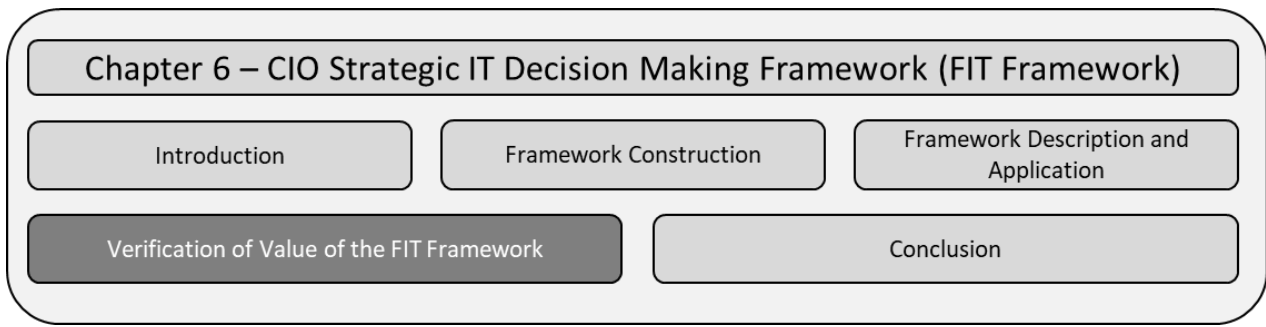 Chapter 6 – CIO Strategic IT Decision Making Framework (FIT Framework)
Introduction
Framework Construction
Framework Description and
Application
Verification of Value of the FIT Framework
Conclusion